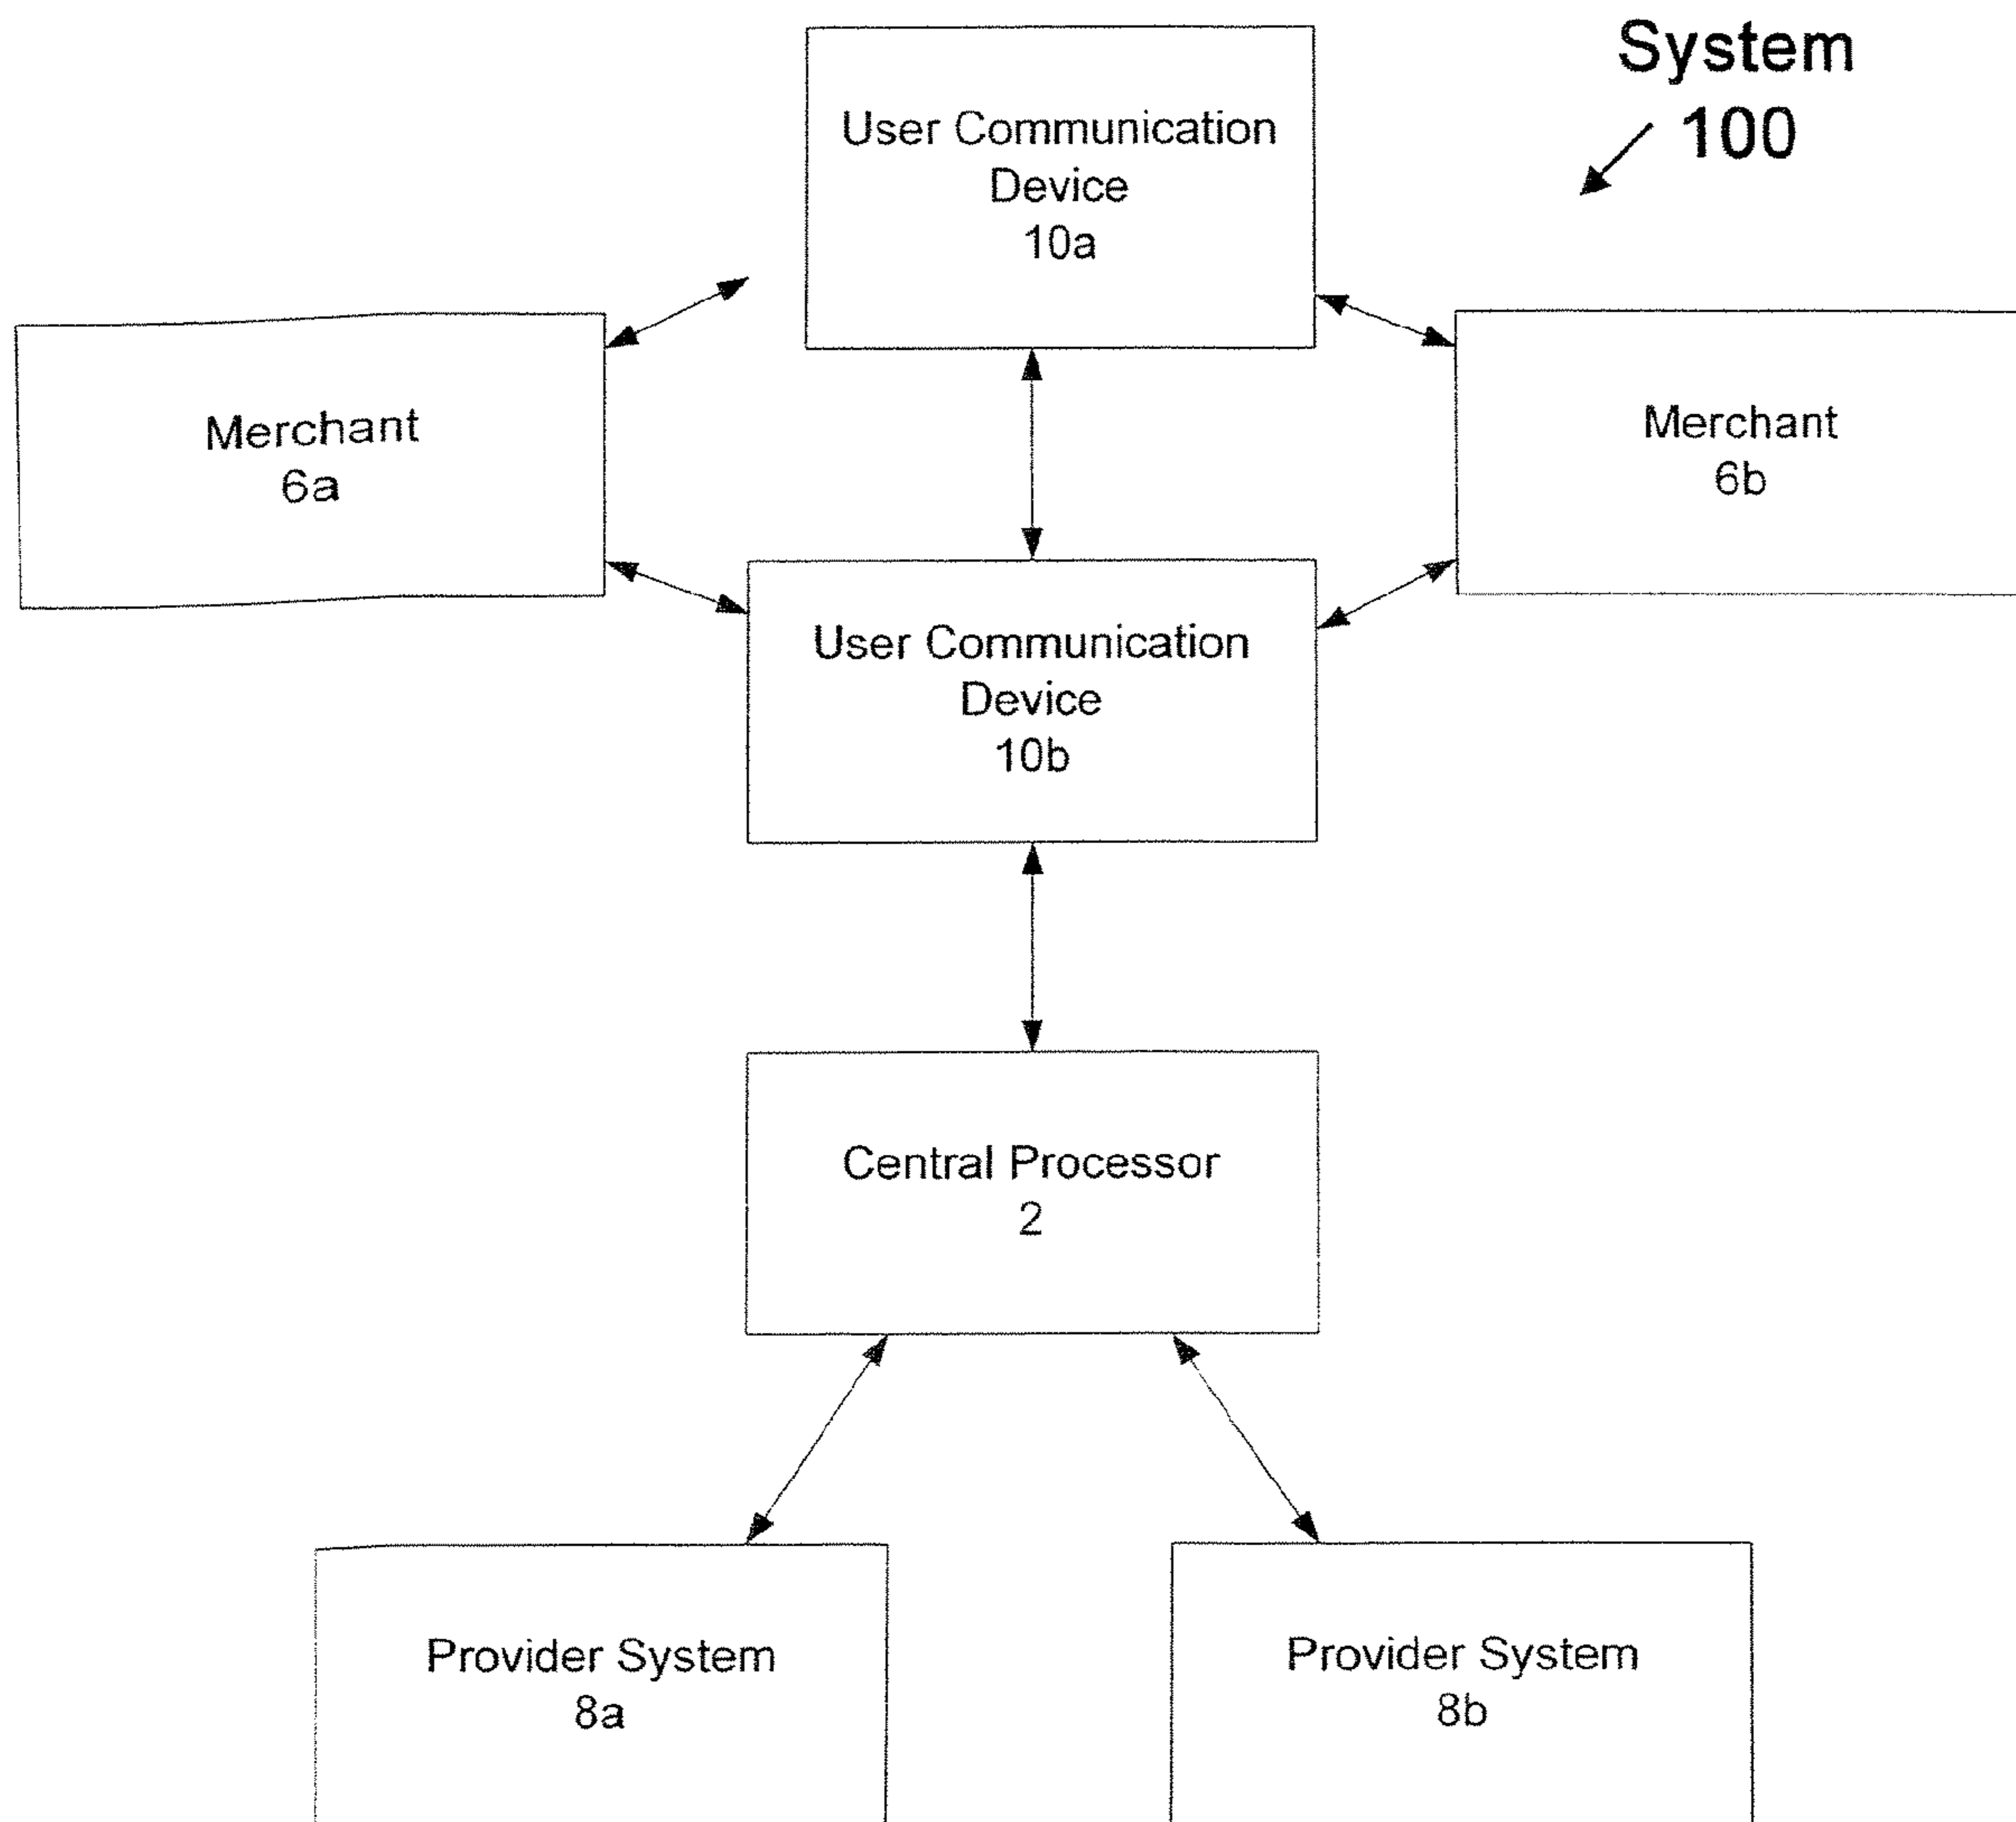 System
100
User Communication
Device
10a
Merchant
6a
Merchant
6b
User Communication
Device
10b
Central Processor
2
Provider System
8a
Provider System
8b